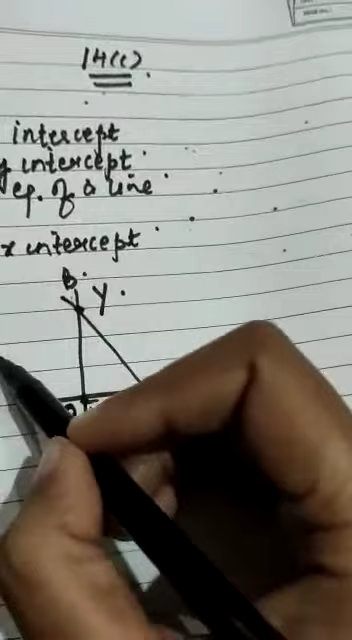 14(c).
intercept
y intercept
eq. of a line
x intercept
B
Y